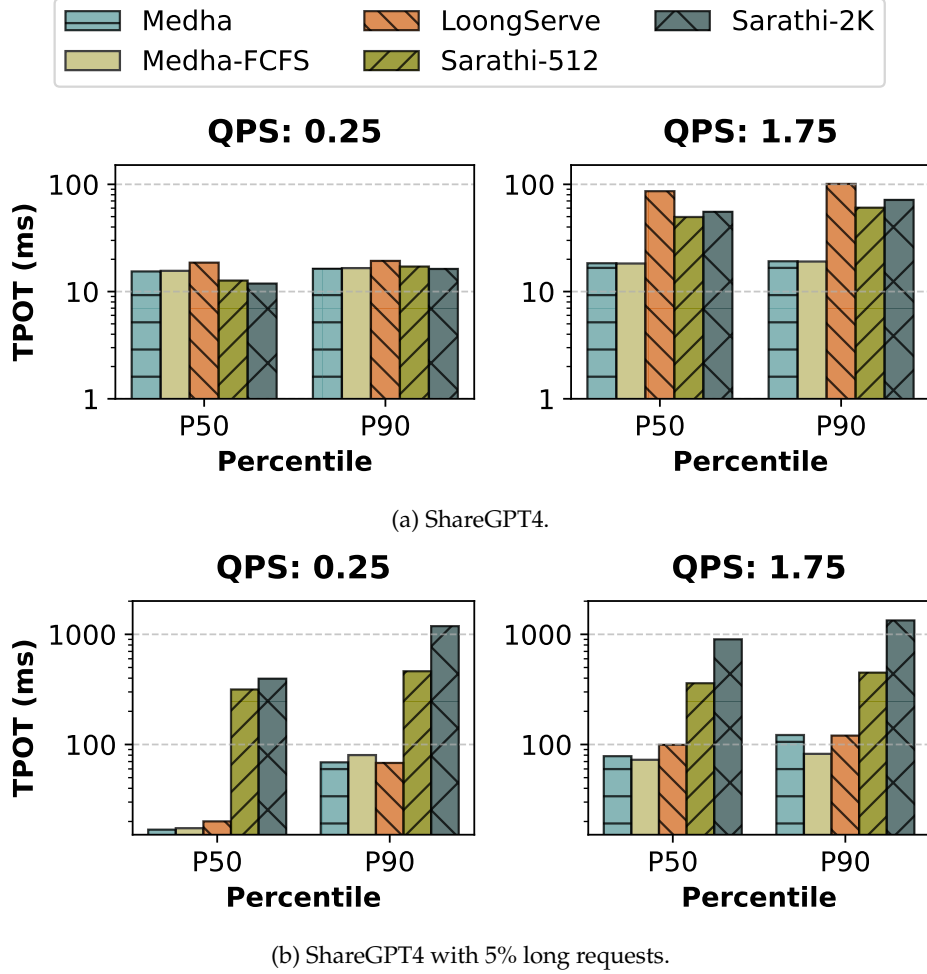 Medha LoongServe Sarathi-2K
Medha-FCFS Sarathi-512
QPS: 0.25 QPS: 1.75
TPOT (ms)
100
10
1
P50 P90
Percentile
100
10
1
P50 P90
Percentile
(a) ShareGPT4.
QPS: 0.25 QPS: 1.75
TPOT (ms)
1000
100
P50 P90
Percentile
1000
100
P50 P90
Percentile
(b) ShareGPT4 with 5% long requests.